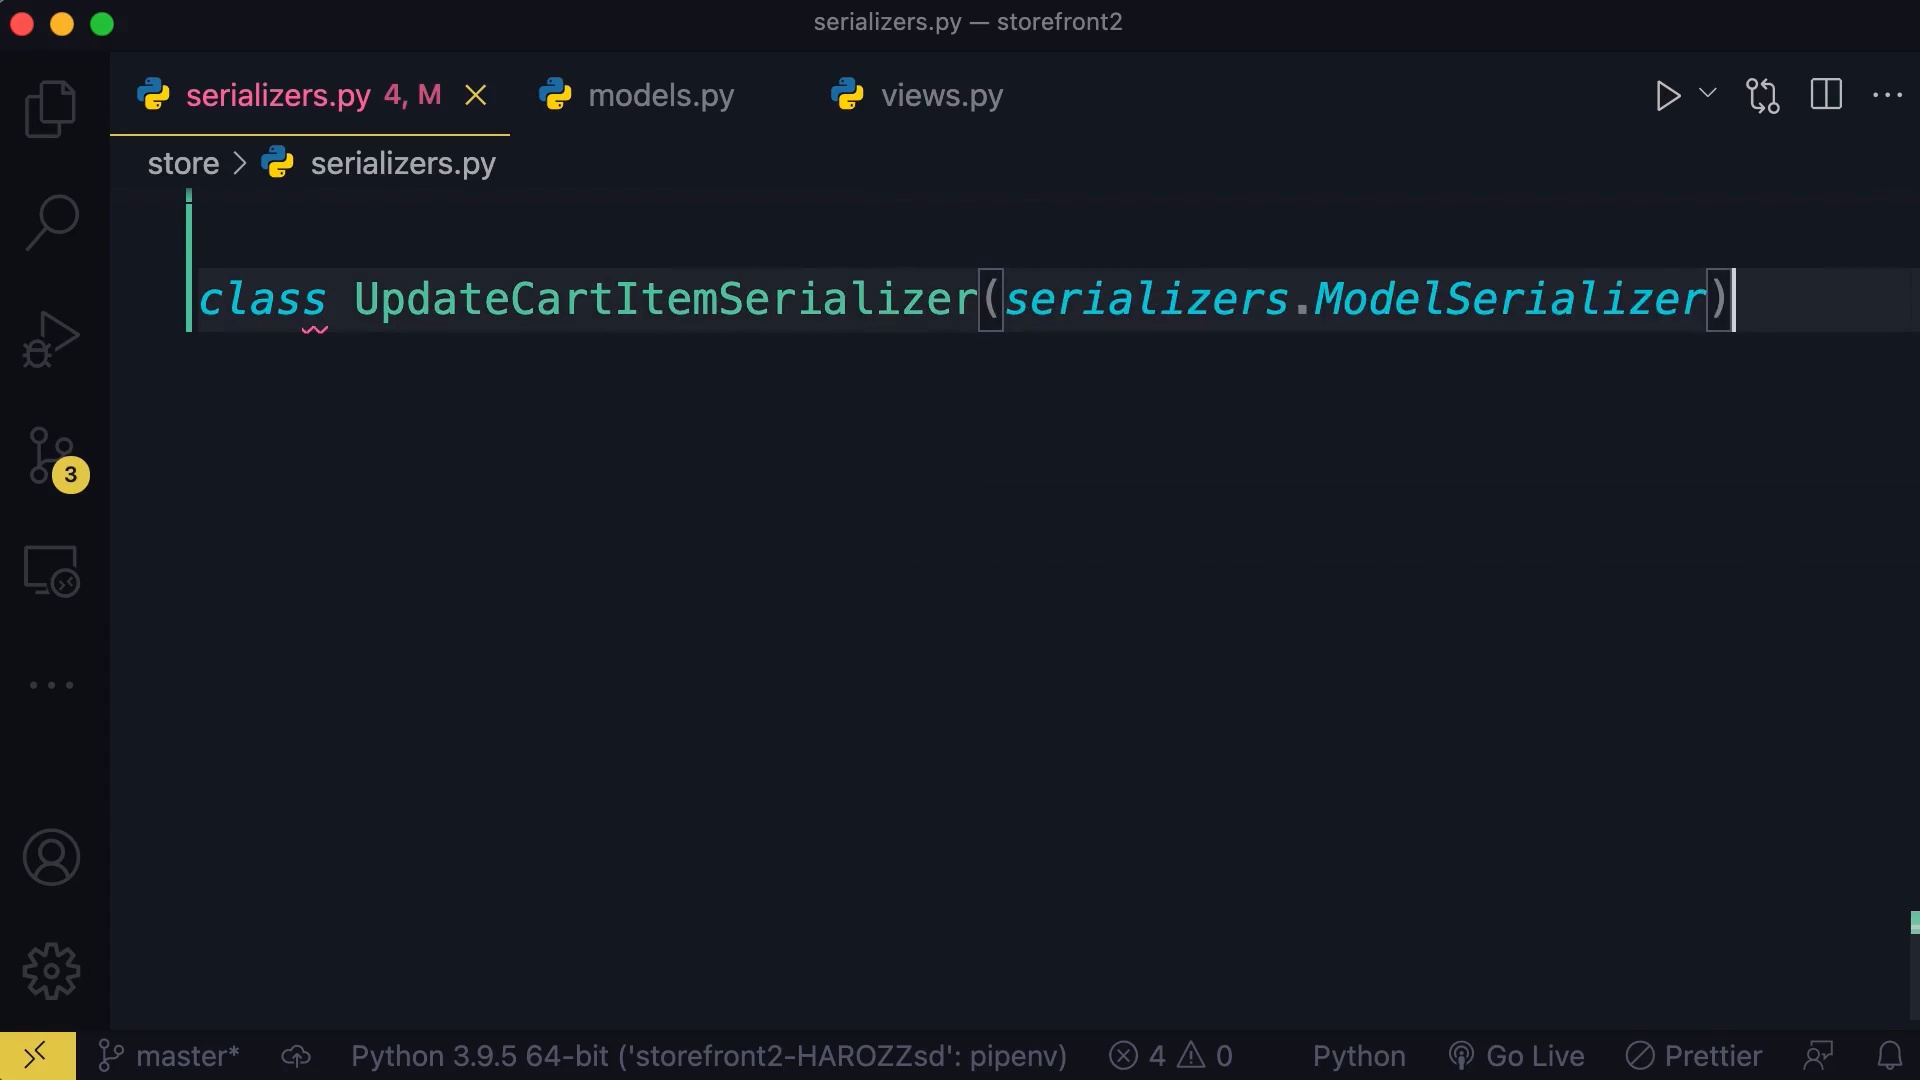 serializers.py — storefront2
serializers.py 4, M models.py views.py
store > serializers.py
class UpdateCartItemSerializer(serializers.ModelSerializer)
3
master* Python 3.9.5 64-bit ('storefront2-HAROZZsd': pipenv) 4 0 Python Go Live Prettier